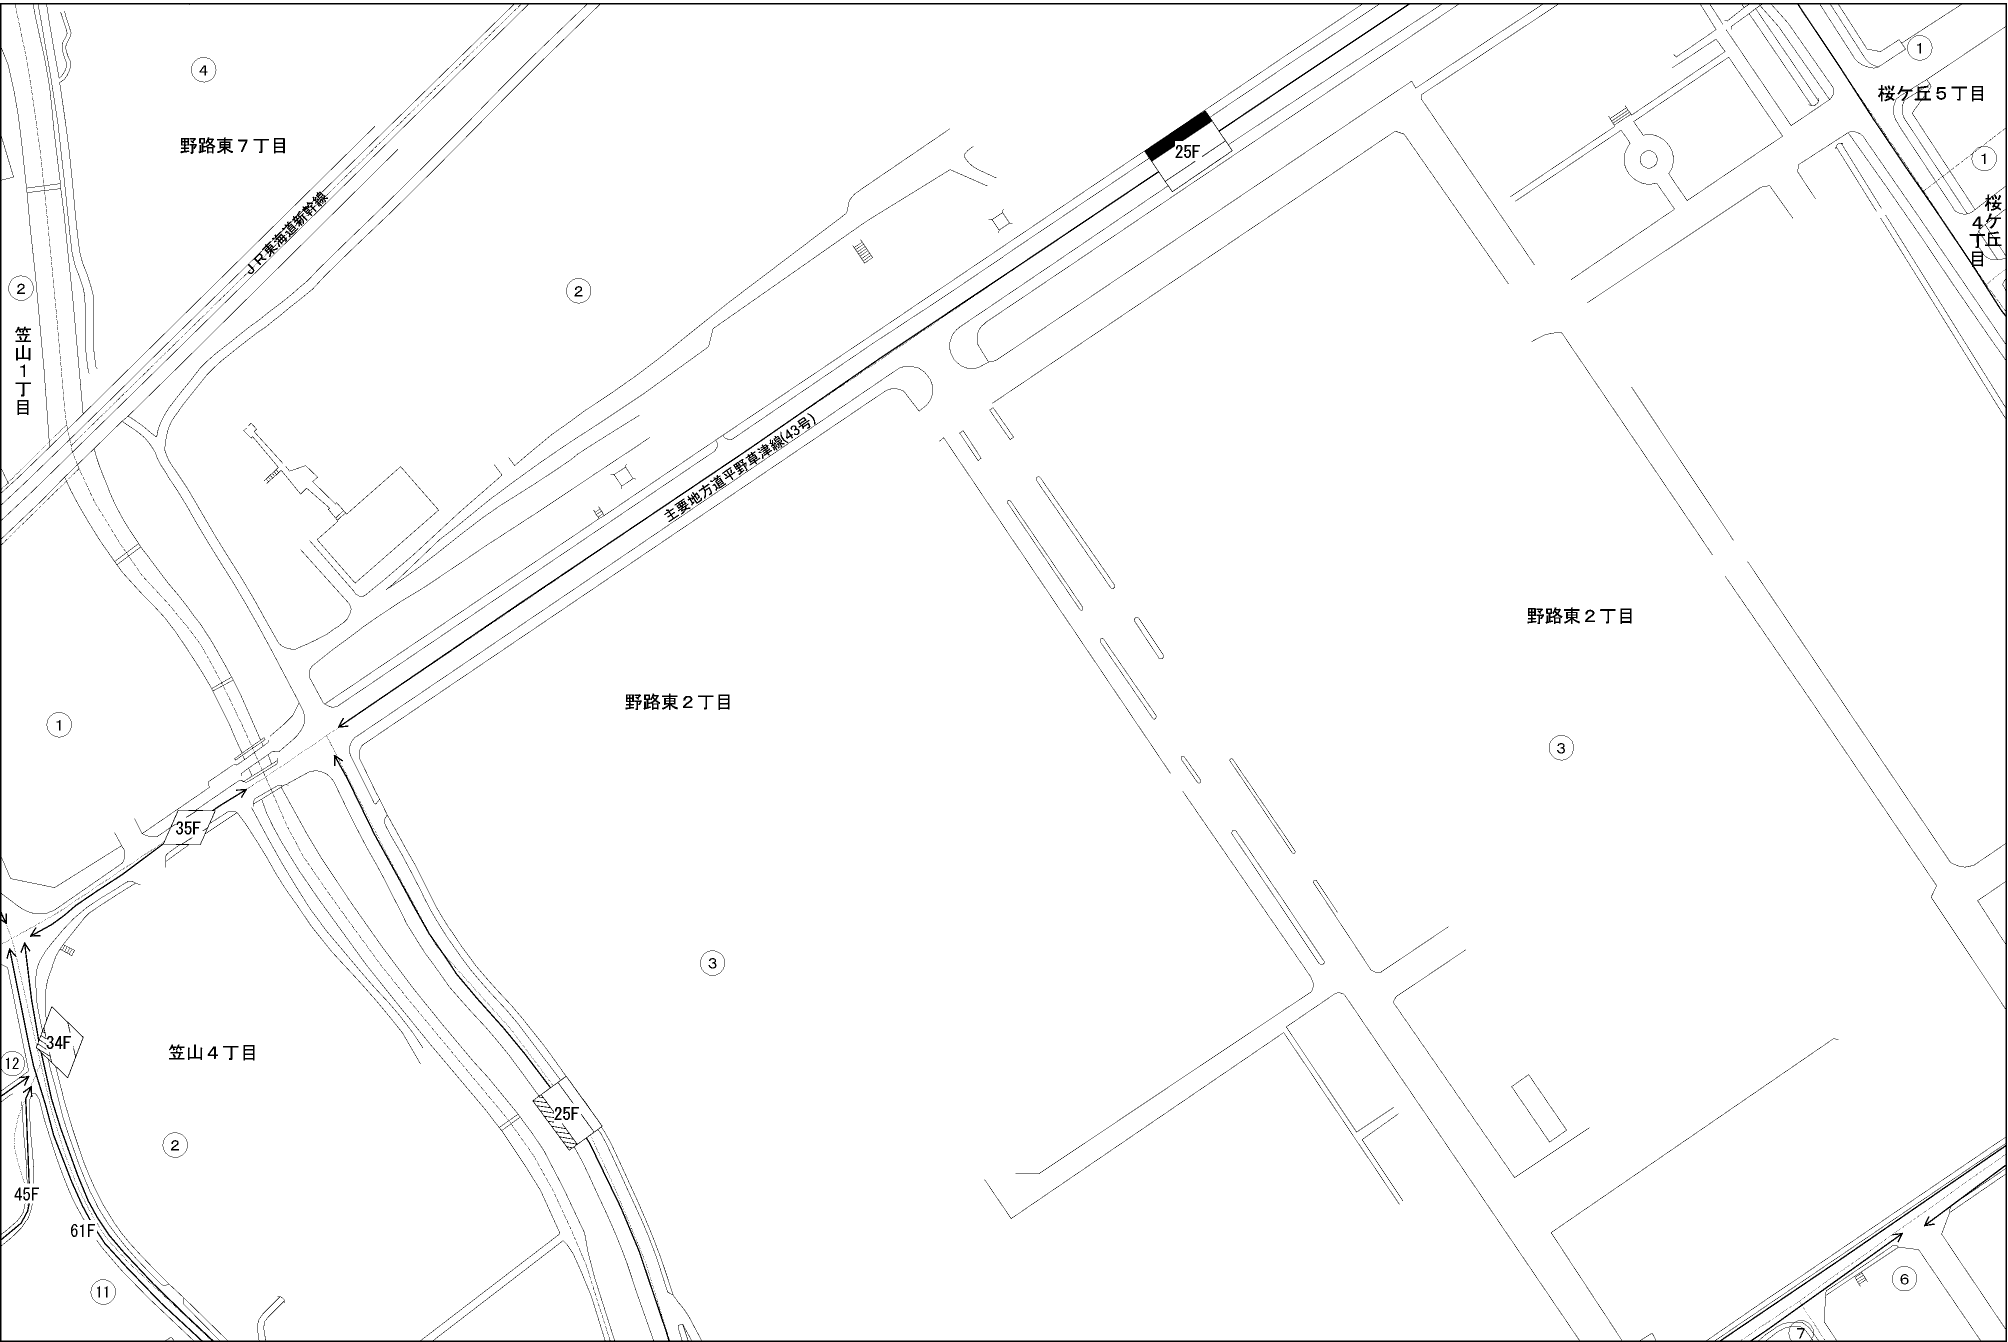 4
1
桜ケ丘５丁目
野路東７丁目
25F
1
ＪＲ東海道新幹線
桜ケ丘
４丁目
2
2
笠山１丁目
主要地方道平野草津線(43号)
野路東２丁目
野路東２丁目
1
3
35F
3
34F
笠山４丁目
12
25F
2
45F
61F
11
6
7